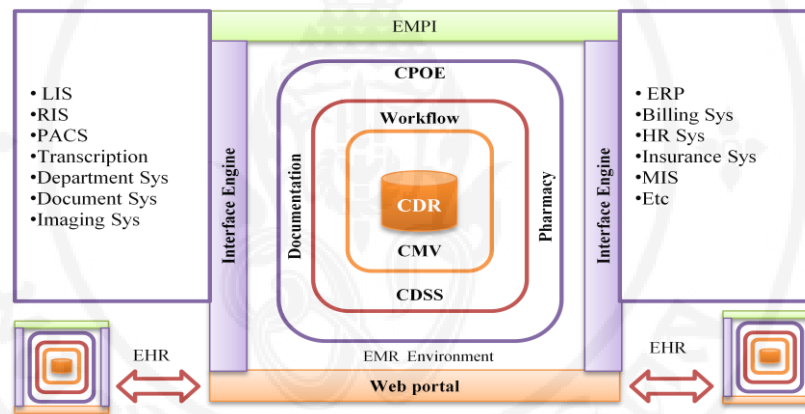 EMPI
• LIS
•RIS
•PACS
•Transcription
•Department Sys
•Document Sys
•Imaging Sys
Interface Engine
CPOE
Workflow
Documentation
CDR
Pharmacy
CMV
CDSS
EMR Environment
Interface Engine
• ERP
•Billing Sys
•HR Sys
•Insurance Sys
•MIS
•Etc
EHR
Web portal
EHR